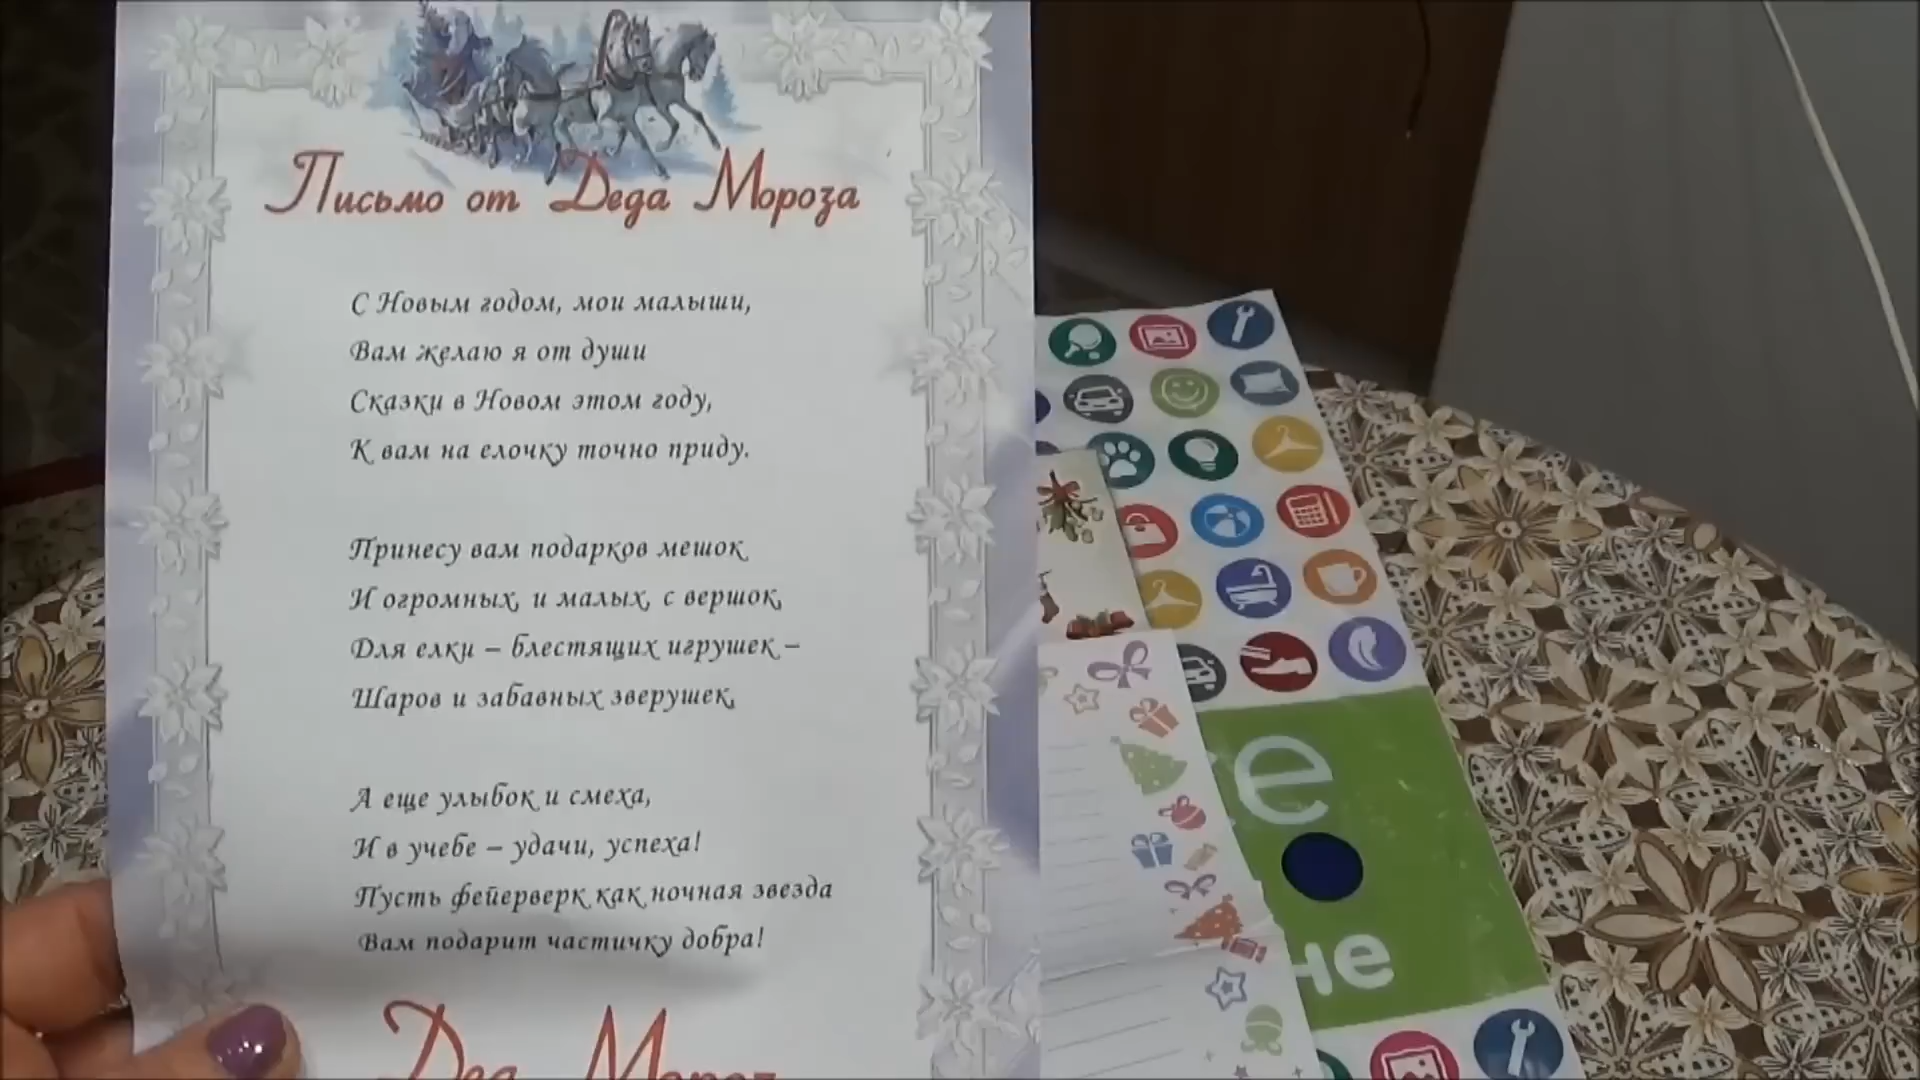 Письмо от Деда Мороза
С Новым годом, мои малыши,
Вам желаю я от души
Сказки в Новом этом году,
К вам на елочку точно приду.
Принесу вам подарков мешок
И огромных, и малых, с вершок,
Для елки – блестящих игрушек –
Шаров и забавных зверушек,
А еще улыбок и смеха,
И в учебе – удачи, успеха!
Пусть фейерверк как ночная звезда
Вам подарит частичку добра!
Дед Мороз